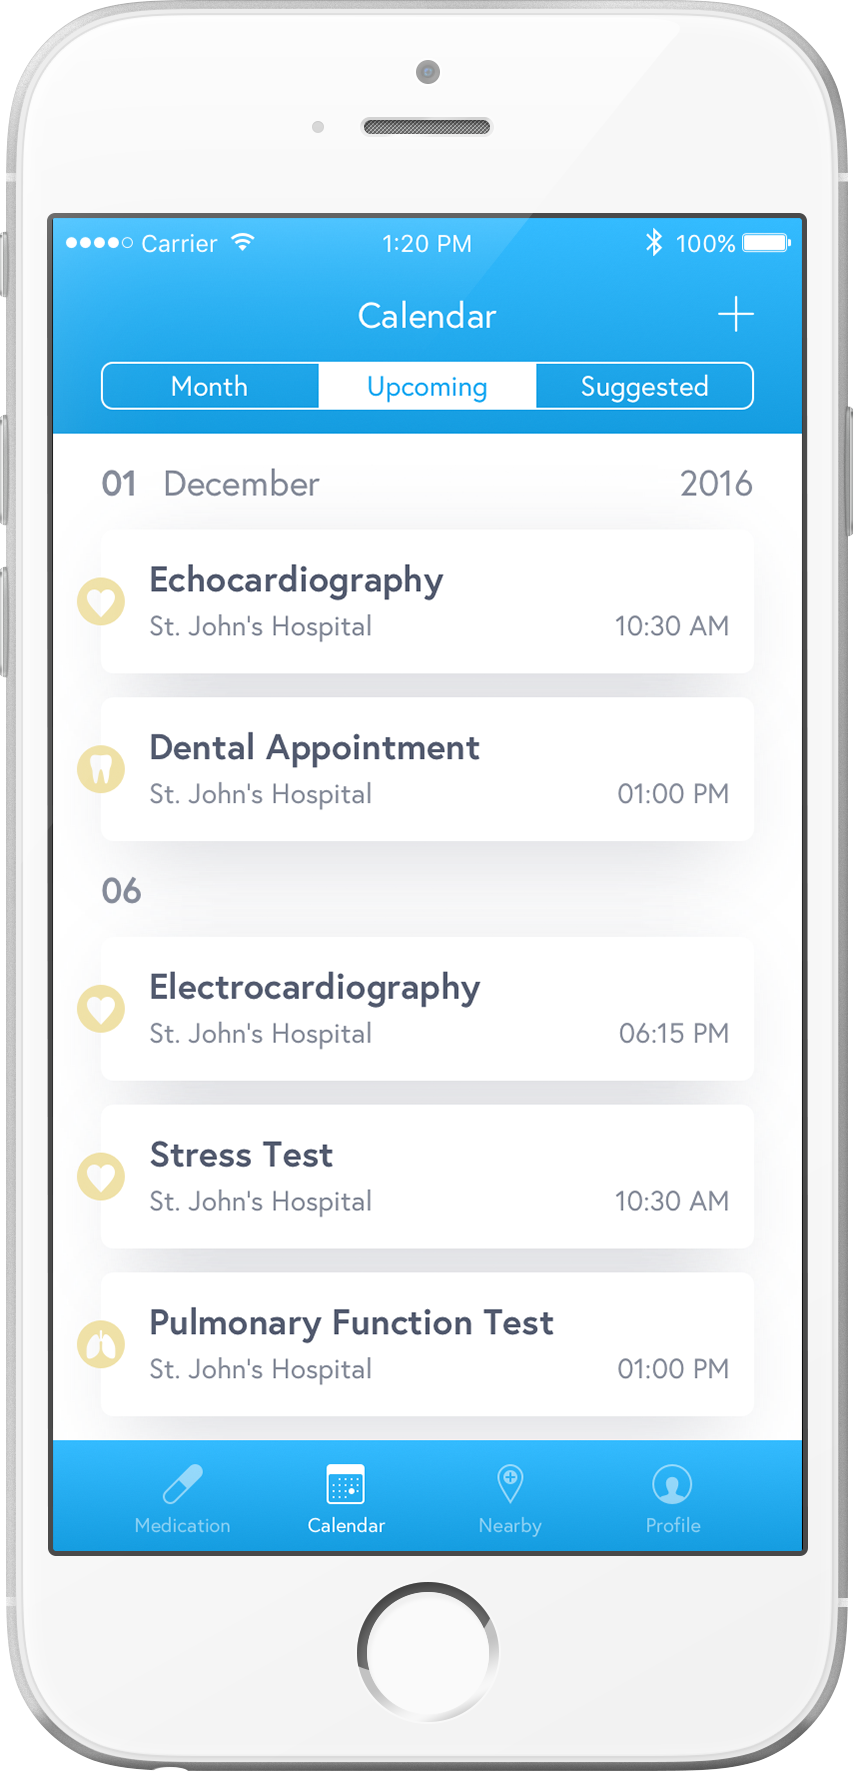 Carrier 1:20 PM 100%
Calendar
Month Upcoming Suggested
01 December 2016
Echocardiography
St. John's Hospital 10:30 AM
Dental Appointment
St. John's Hospital 01:00 PM
06
Electrocardiography
St. John's Hospital 06:15 PM
Stress Test
St. John's Hospital 10:30 AM
Pulmonary Function Test
St. John's Hospital 01:00 PM
Medication Calendar Nearby Profile